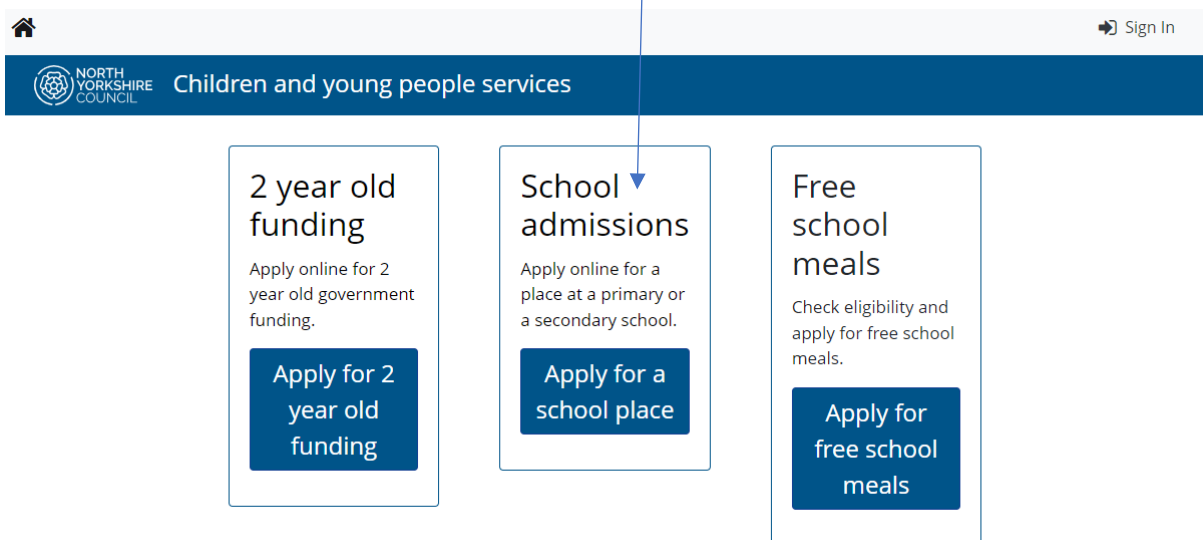 Sign In
NORTH
YORKSHIRE
COUNCIL
Children and young people services
2 year old
funding
Apply online for 2
year old government
funding.
Apply for 2
year old
funding
School
admissions
Apply online for a
place at a primary or
a secondary school.
Apply for a
school place
Free
school
meals
Check eligibility and
apply for free school
meals.
Apply for
free school
meals